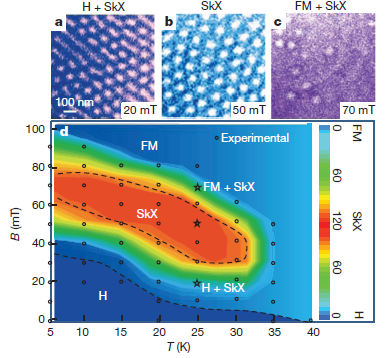 H + SkX
SkX
FM + SkX
a
b
c
100 nm
20 mT
50 mT
70 mT
d
FM
Experimental
FM + SkX
SkX
H + SkX
H
B (mT)
100
80
60
40
20
0
5
10
15
20
25
30
35
40
T (K)
0
60
120
60
0
FM
SkX
H